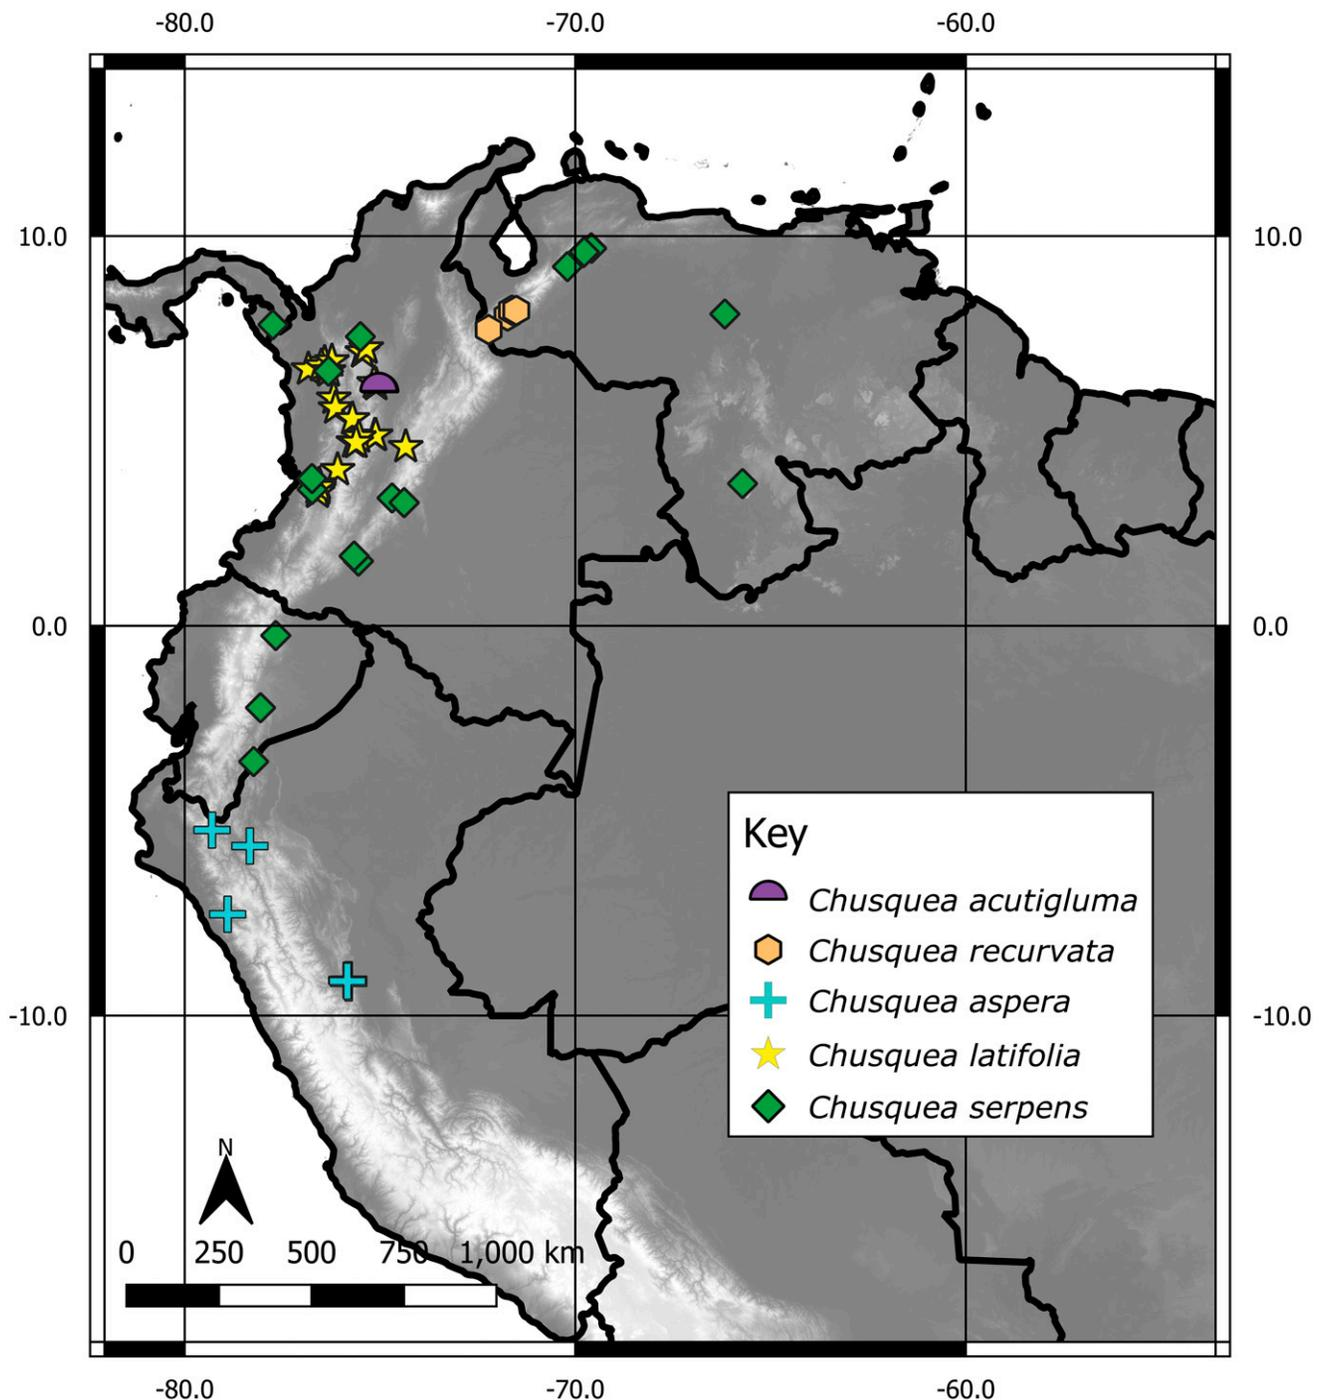 -80.0 -70.0 -60.0
10.0 10.0
0.0 0.0
Key
Chusquea acutigluma
Chusquea recurvata
Chusquea aspera
-10.0 -10.0
Chusquea latifolia
Chusquea serpens
N
0 250 500 750 1,000 km
-80.0 -70.0 -60.0